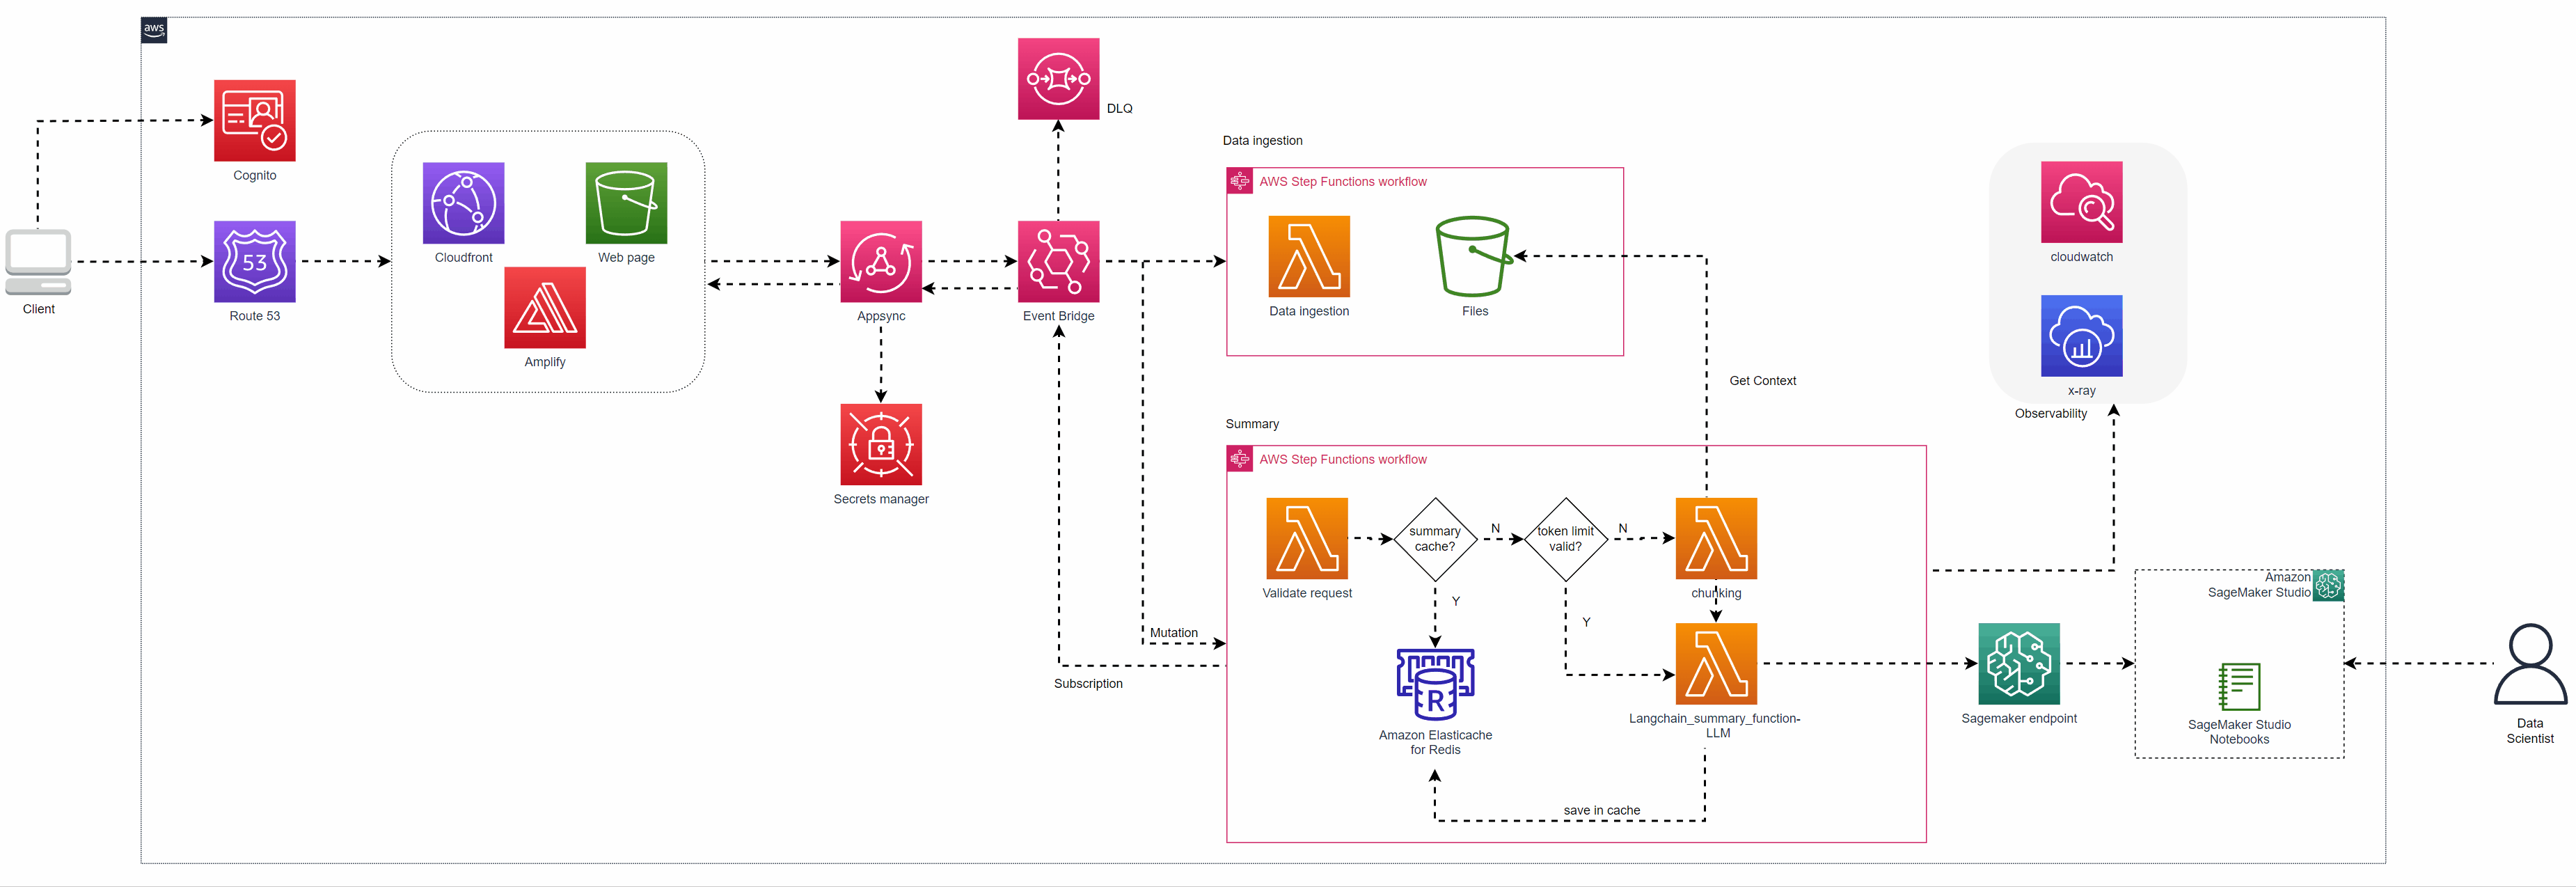 aws
DLQ
Data ingestion
AWS Step Functions workflow
Cognito
53
Cloudfront
Web page
cloudwatch
Client
Route 53
Appsync
Event Bridge
Data ingestion
Files
Amplify
Get Context
x-ray
Observability
Summary
AWS Step Functions workflow
Secrets manager
summary
cache?
N
token limit
valid?
N
Validate request
chunking
Y
Y
Amazon
SageMaker Studio
Mutation
Subscription
R
Amazon Elasticache
for Redis
Langchain_summary_function-
LLM
Sagemaker endpoint
SageMaker Studio
Notebooks
Data
Scientist
save in cache